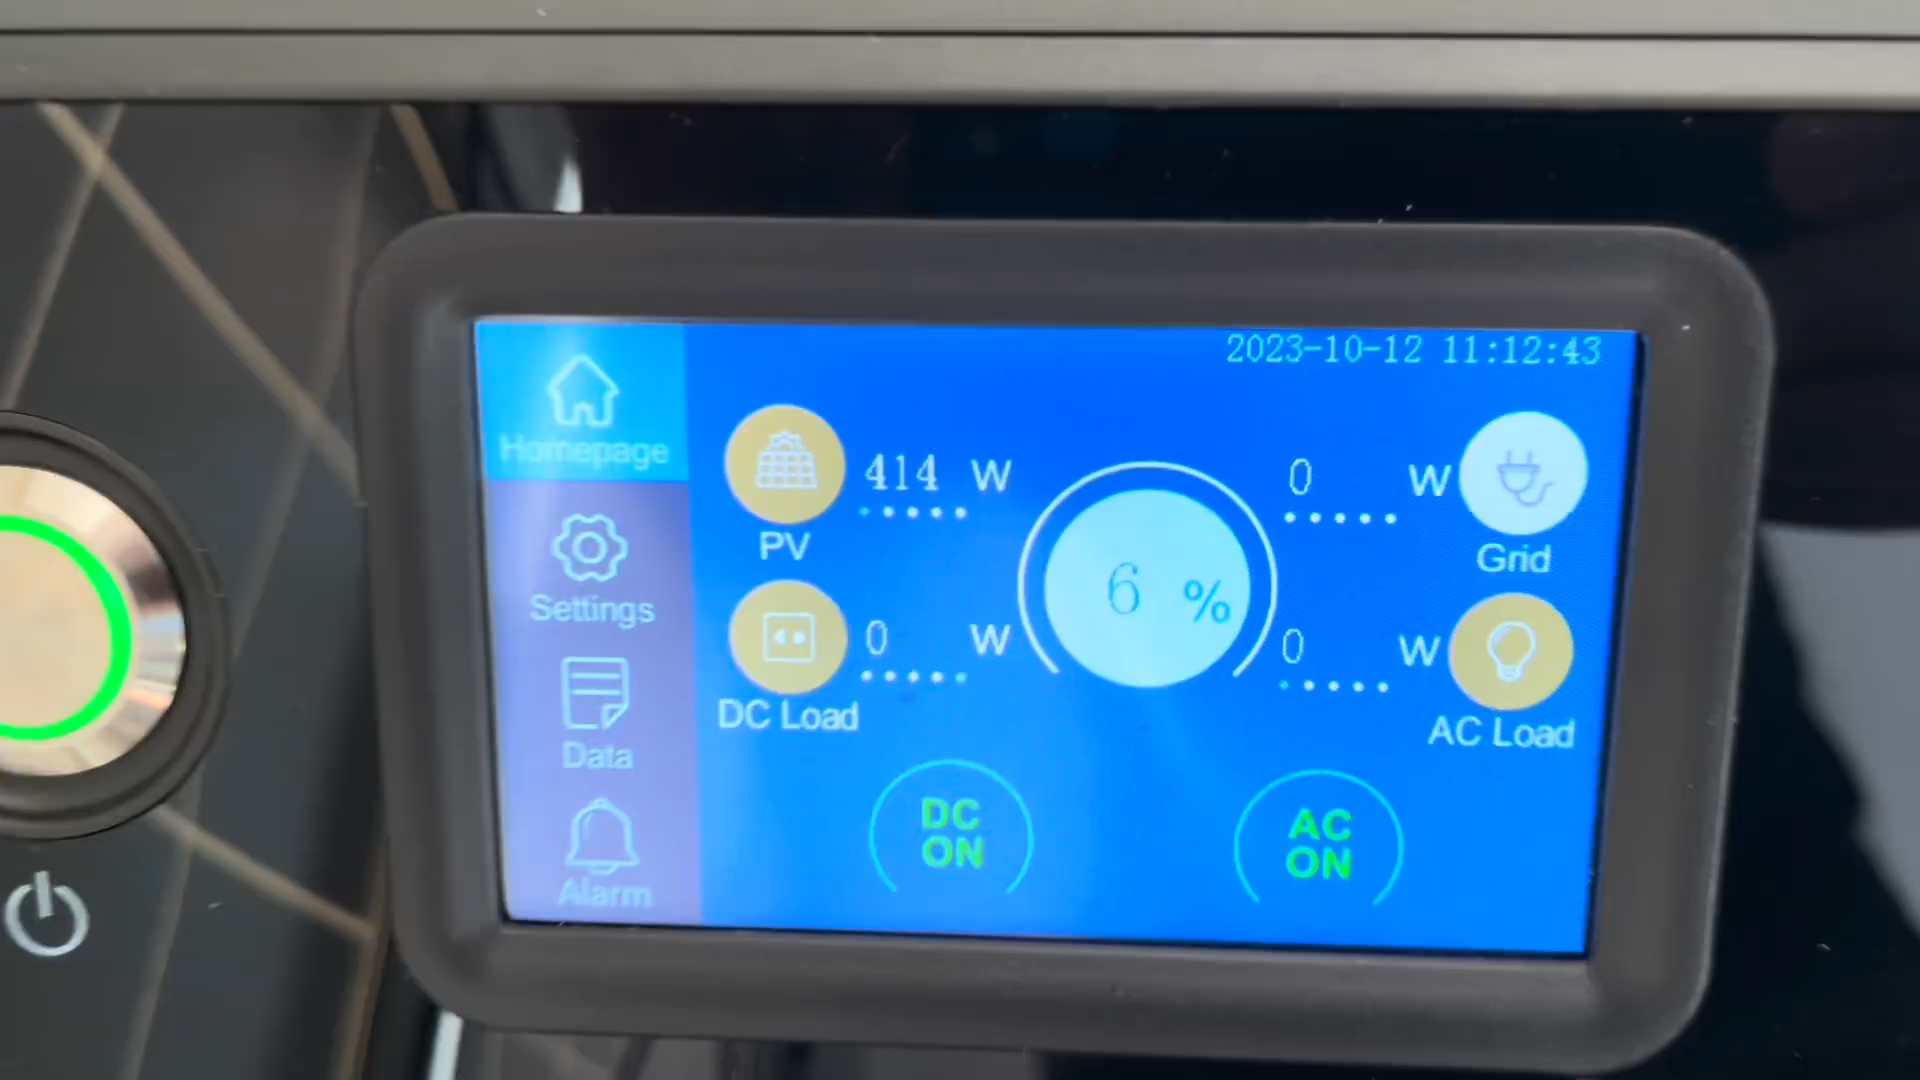 2023-10-12 11:12:43
Homepage
Settings
Data
Alarm
414 W
PV
0 W
DC Load
6 %
0 W
Grid
0 W
AC Load
DC
ON
AC
ON